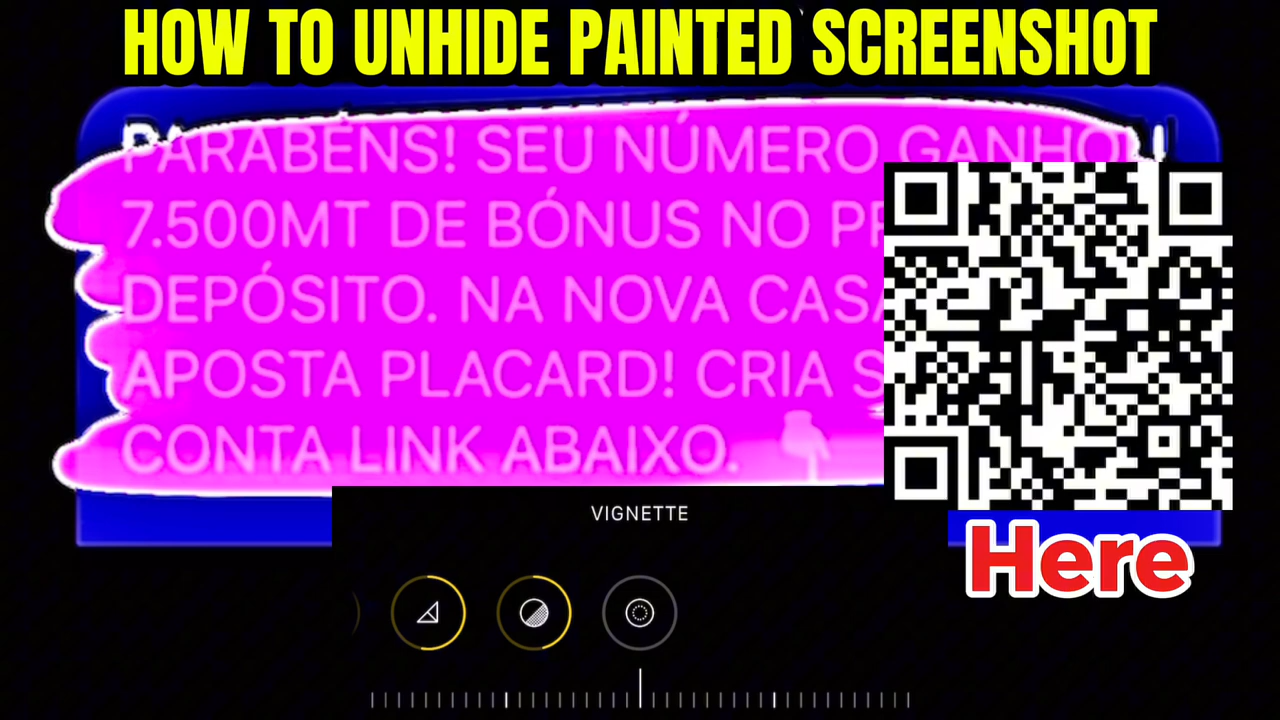 HOW TO UNHIDE PAINTED SCREENSHOT
PARABÉNS! SEU NÚMERO GANHOU
7.500MT DE BÓNUS NO
DEPÓSITO. NA NOVA CASA
APOSTA PLACARD! CRIA
CONTA LINK ABAIXO.
VIGNETTE
Here